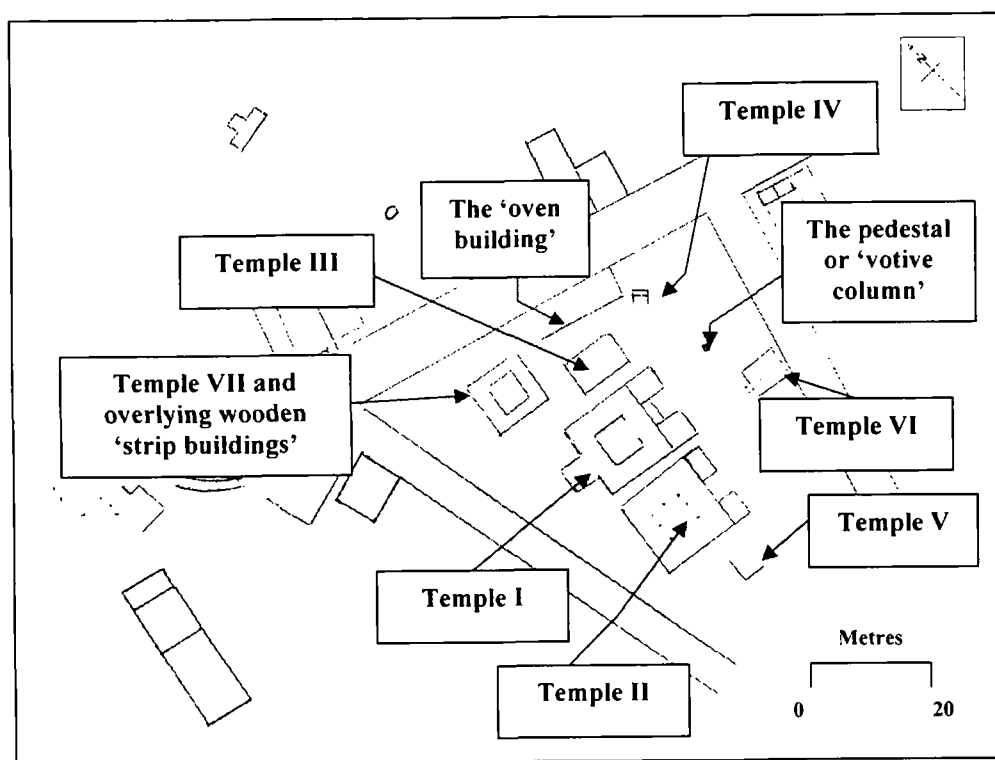 Temple IV
The ‘oven
building’
Temple III
The pedestal
or ‘votive
column’
Temple VII and
overlying wooden
‘strip buildings’
Temple VI
Temple V
Temple I
Temple II
Metres
0 20